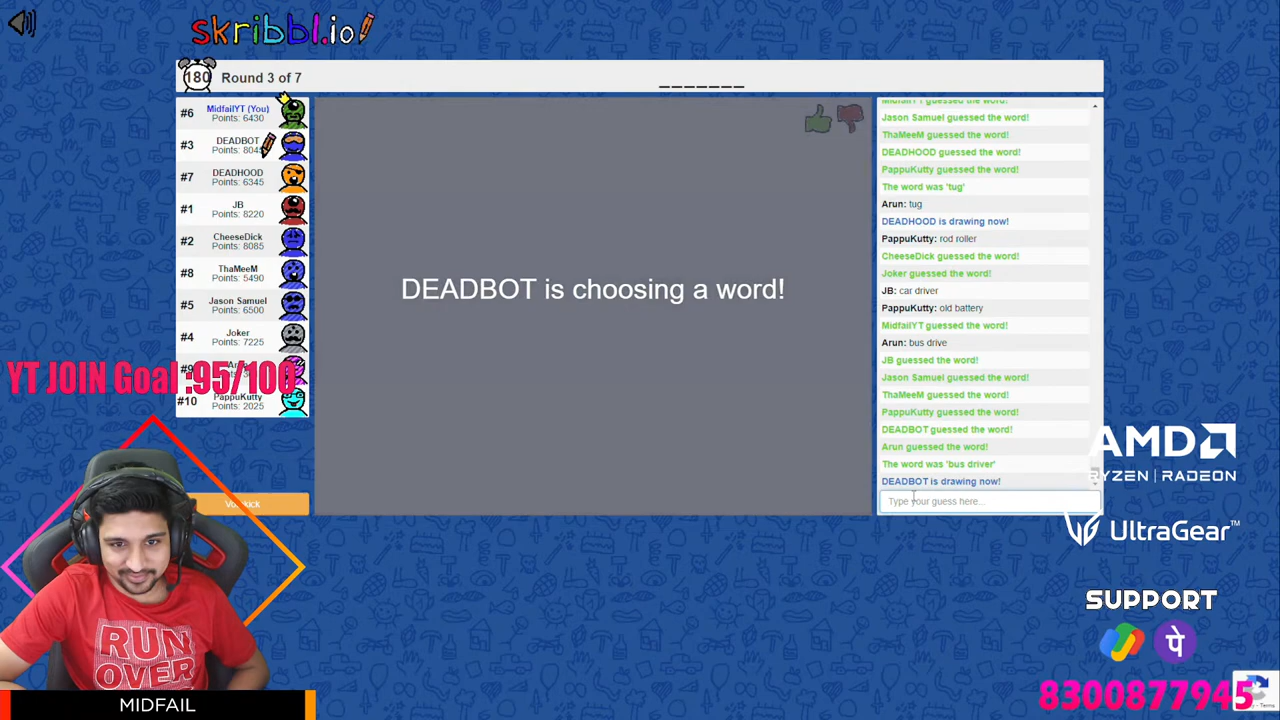 skribbl.io
180
Round 3 of 7
_______
#6
MidfailYT (You)
Points: 6430
#3
DEADBOT
#7
DEADHOOD
Points: 6345
#1
JB
Points: 8220
#2
CheeseDick
Points: 8085
#8
ThaMeeM
Points: 5490
#5
Jason Samuel
Points: 6500
#4
Joker
Points: 7225
#9
#10
PappuKutty
Points: 2025
YT JOIN Goal :95/100
DEADBOT is choosing a word!
MidfailYT guessed the word!
Jason Samuel guessed the word!
ThaMeeM guessed the word!
DEADHOOD guessed the word!
PappuKutty guessed the word!
The word was 'tug'
Arun: tug
DEADHOOD is drawing now!
PappuKutty: rod roller
CheeseDick guessed the word!
Joker guessed the word!
JB: car driver
PappuKutty: old battery
MidfailYT guessed the word!
Arun: bus drive
JB guessed the word!
Jason Samuel guessed the word!
ThaMeeM guessed the word!
PappuKutty guessed the word!
DEADBOT guessed the word!
Arun guessed the word!
The word was 'bus driver'
DEADBOT is drawing now!
Type your guess here...
AMD
RYZEN | RADEON
UltraGear™
SUPPORT
पे
8300877945
RUN
OVER
MIDFAIL